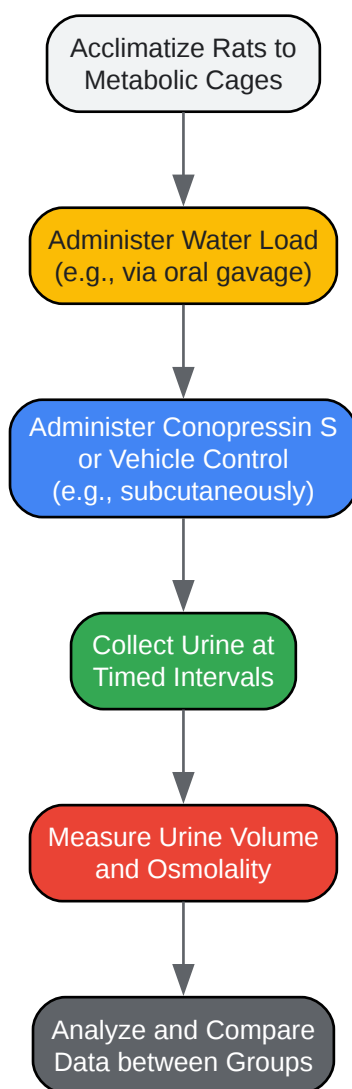 Acclimatize Rats to
Metabolic Cages
Administer Water Load
(e.g., via oral gavage)
Administer Conopressin S
or Vehicle Control
(e.g., subcutaneously)
Collect Urine at
Timed Intervals
Measure Urine Volume
and Osmolality
Analyze and Compare
Data between Groups